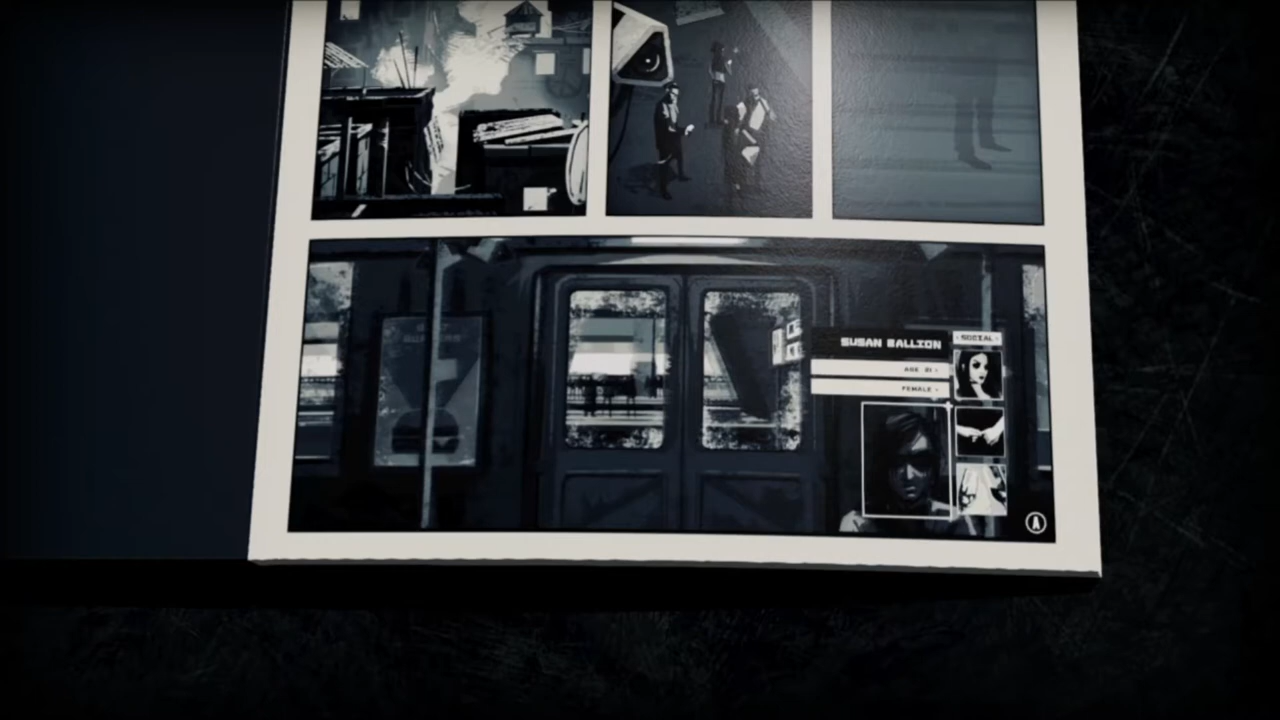 SUSAN BALLION
SOCIAL
AGE 21
FEMALE
A